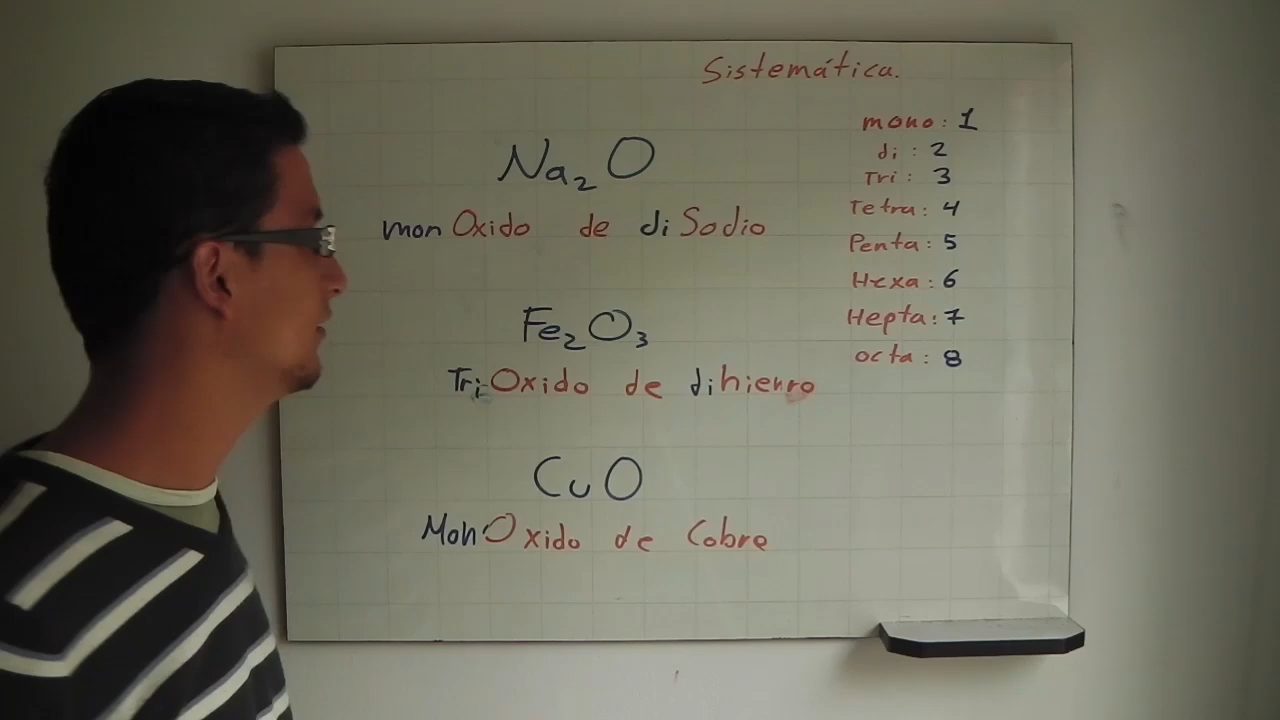 Sistemática.
Na₂O
monOxido de diSodio
Fe₂O₃
TriOxido de dihierro
CuO
MonOxido de Cobre
mono: 1
di: 2
Tri: 3
Tetra: 4
Penta: 5
Hexa: 6
Hepta: 7
octa: 8